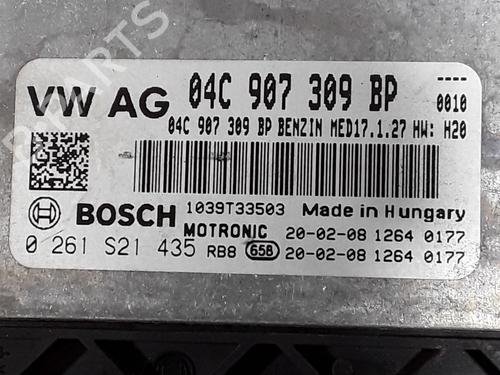 PARTS
VW AG 04C 907 309 BP ----
0010
04C 907 309 BP BENZIN MED17.1.27 HW: H20
BOSCH 1039T33503 Made in Hungary
MOTRONIC 20-02-08 1264 0177
0 261 S21 435 RB8 65B 20-02-08 1264 0177